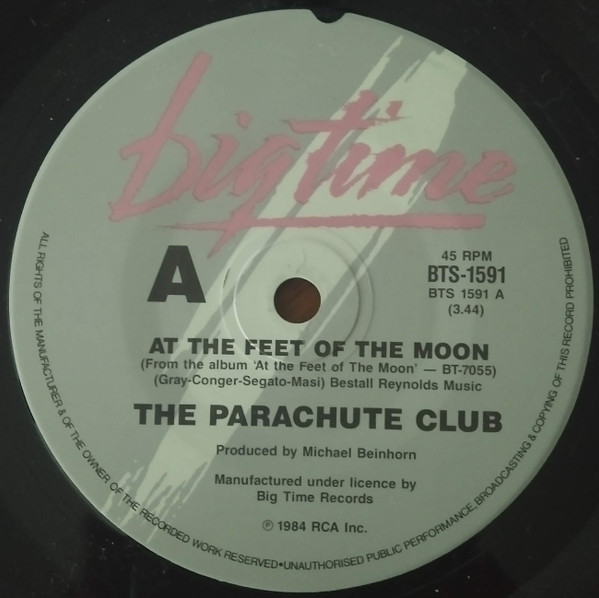 bigtime
A
45 RPM
BTS-1591
BTS 1591 A
(3.44)
AT THE FEET OF THE MOON
(From the album 'At the Feet of The Moon' — BT-7055)
(Gray-Conger-Segato-Masi) Bestall Reynolds Music
THE PARACHUTE CLUB
Produced by Michael Beinhorn
Manufactured under licence by
Big Time Records
℗ 1984 RCA Inc.
ALL RIGHTS OF THE MANUFACTURER & OF THE OWNER OF THE RECORDED WORK RESERVED•UNAUTHORISED PUBLIC PERFORMANCE, BROADCASTING & COPYING OF THIS RECORD PROHIBITED